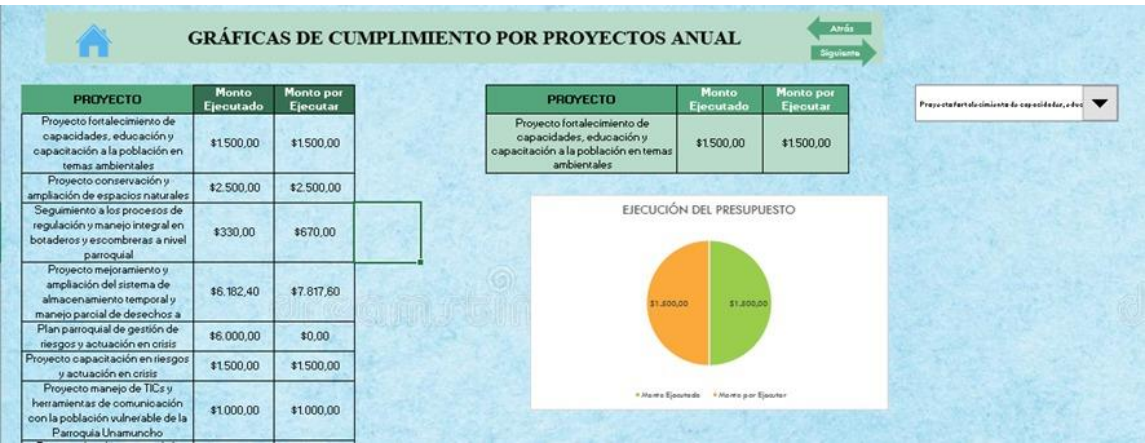 GRÁFICAS DE CUMPLIMIENTO POR PROYECTOS ANUAL
Atrás
Siguiente
PROYECTO Monto Ejecutado Monto por Ejecutar
Proyecto fortalecimiento de
capacidades, educación y
capacitación a la población en
temas ambientales
$1.500,00 $1.500,00
Proyecto conservación y
ampliación de espacios naturales
$2.500,00 $2.500,00
Seguimiento a los procesos de
regulación y manejo integral en
botaderos y escombreras a nivel
parroquial
$330,00 $670,00
Proyecto mejoramiento y
ampliación del sistema de
almacenamiento temporal y
manejo parcial de desechos a
$6.182,40 $7.817,60
Plan parroquial de gestión de
riesgos y actuación en crisis
$6.000,00 $0,00
Proyecto capacitación en riesgos
y actuación en crisis
$1.500,00 $1.500,00
Proyecto manejo de TICs y
herramientas de comunicación
con la población vulnerable de la
Parroquia Unamuncho
$1.000,00 $1.000,00
PROYECTO Monto Ejecutado Monto por Ejecutar
Proyecto fortalecimiento de
capacidades, educación y
capacitación a la población en temas
ambientales
$1.500,00 $1.500,00
Proyecto fortalecimiento de capacidades, educ
EJECUCIÓN DEL PRESUPUESTO
$1.500,00 $1.500,00
Monto Ejecutado Monto por Ejecutar